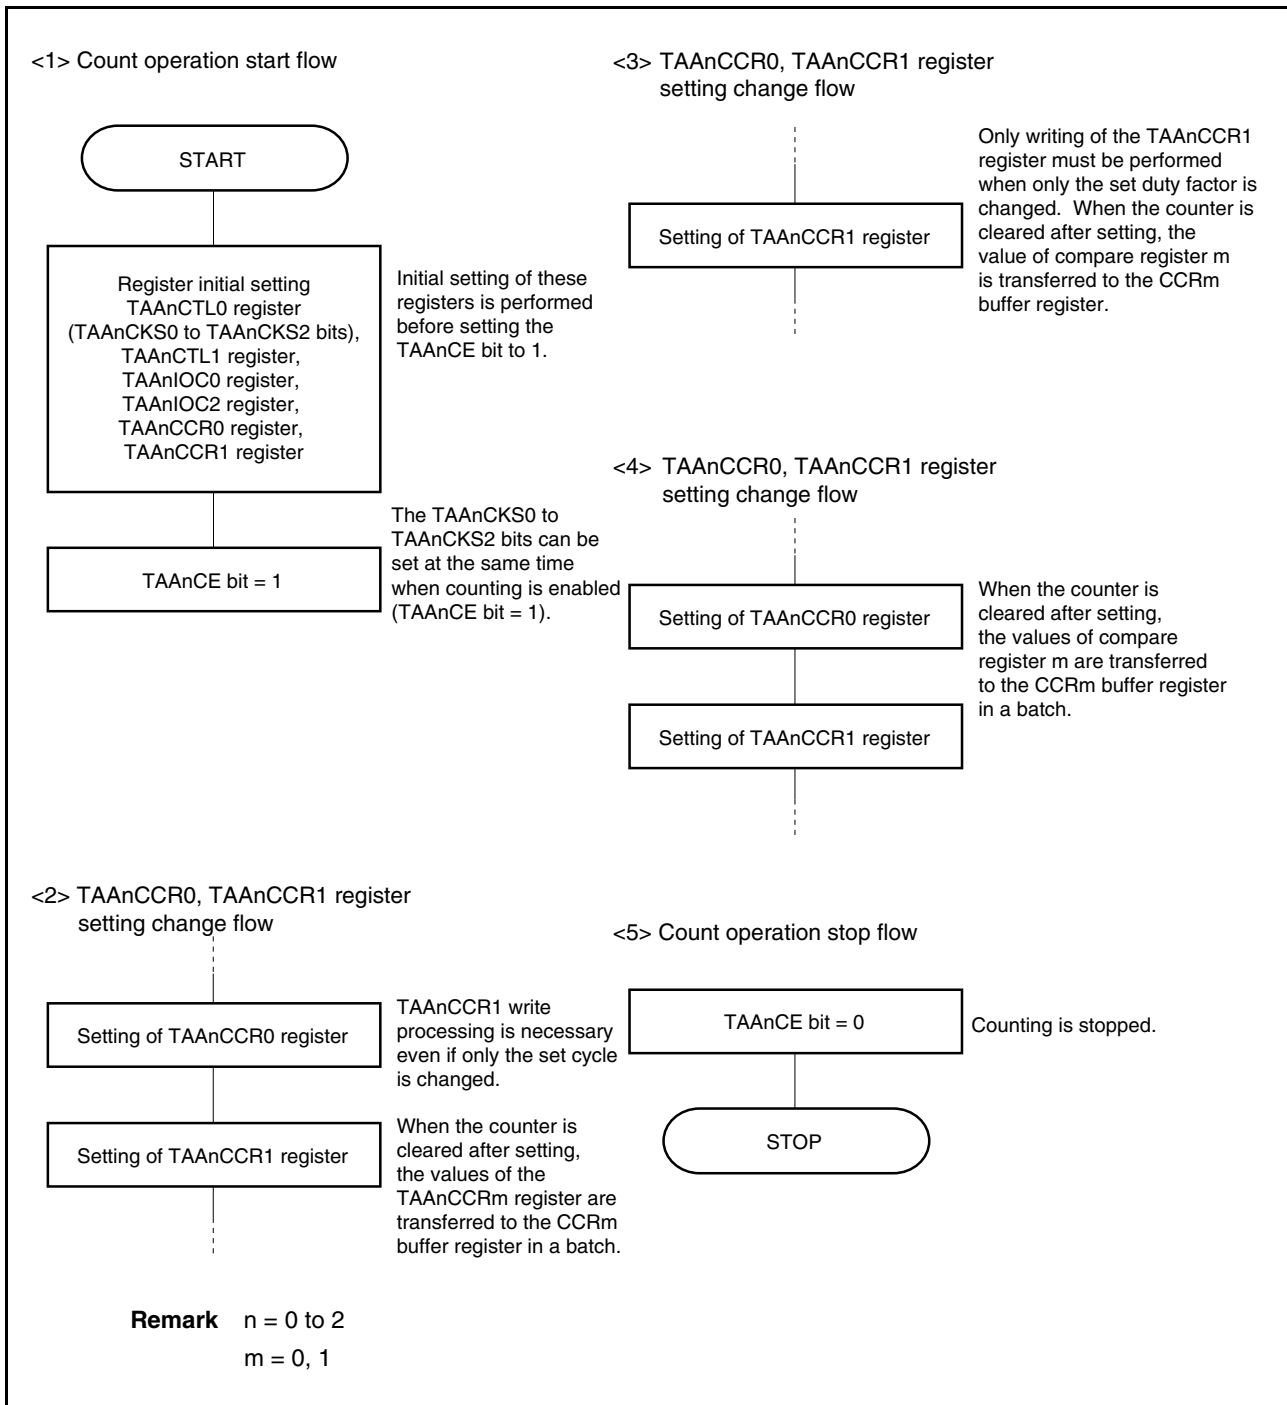 <1> Count operation start flow
START
Register initial setting
TAAnCTL0 register
(TAAnCKS0 to TAAnCKS2 bits),
TAAnCTL1 register,
TAAnIOC0 register,
TAAnIOC2 register,
TAAnCCR0 register,
TAAnCCR1 register
Initial setting of these
registers is performed
before setting the
TAAnCE bit to 1.
TAAnCE bit = 1
The TAAnCKS0 to
TAAnCKS2 bits can be
set at the same time
when counting is enabled
(TAAnCE bit = 1).
<2> TAAnCCR0, TAAnCCR1 register
setting change flow
Setting of TAAnCCR0 register
TAAnCCR1 write
processing is necessary
even if only the set cycle
is changed.
Setting of TAAnCCR1 register
When the counter is
cleared after setting,
the values of the
TAAnCCRm register are
transferred to the CCRm
buffer register in a batch.
<3> TAAnCCR0, TAAnCCR1 register
setting change flow
Setting of TAAnCCR1 register
Only writing of the TAAnCCR1
register must be performed
when only the set duty factor is
changed. When the counter is
cleared after setting, the
value of compare register m
is transferred to the CCRm
buffer register.
<4> TAAnCCR0, TAAnCCR1 register
setting change flow
Setting of TAAnCCR0 register
When the counter is
cleared after setting,
the values of compare
register m are transferred
to the CCRm buffer register
in a batch.
Setting of TAAnCCR1 register
<5> Count operation stop flow
TAAnCE bit = 0
Counting is stopped.
STOP
Remark n = 0 to 2
m = 0, 1